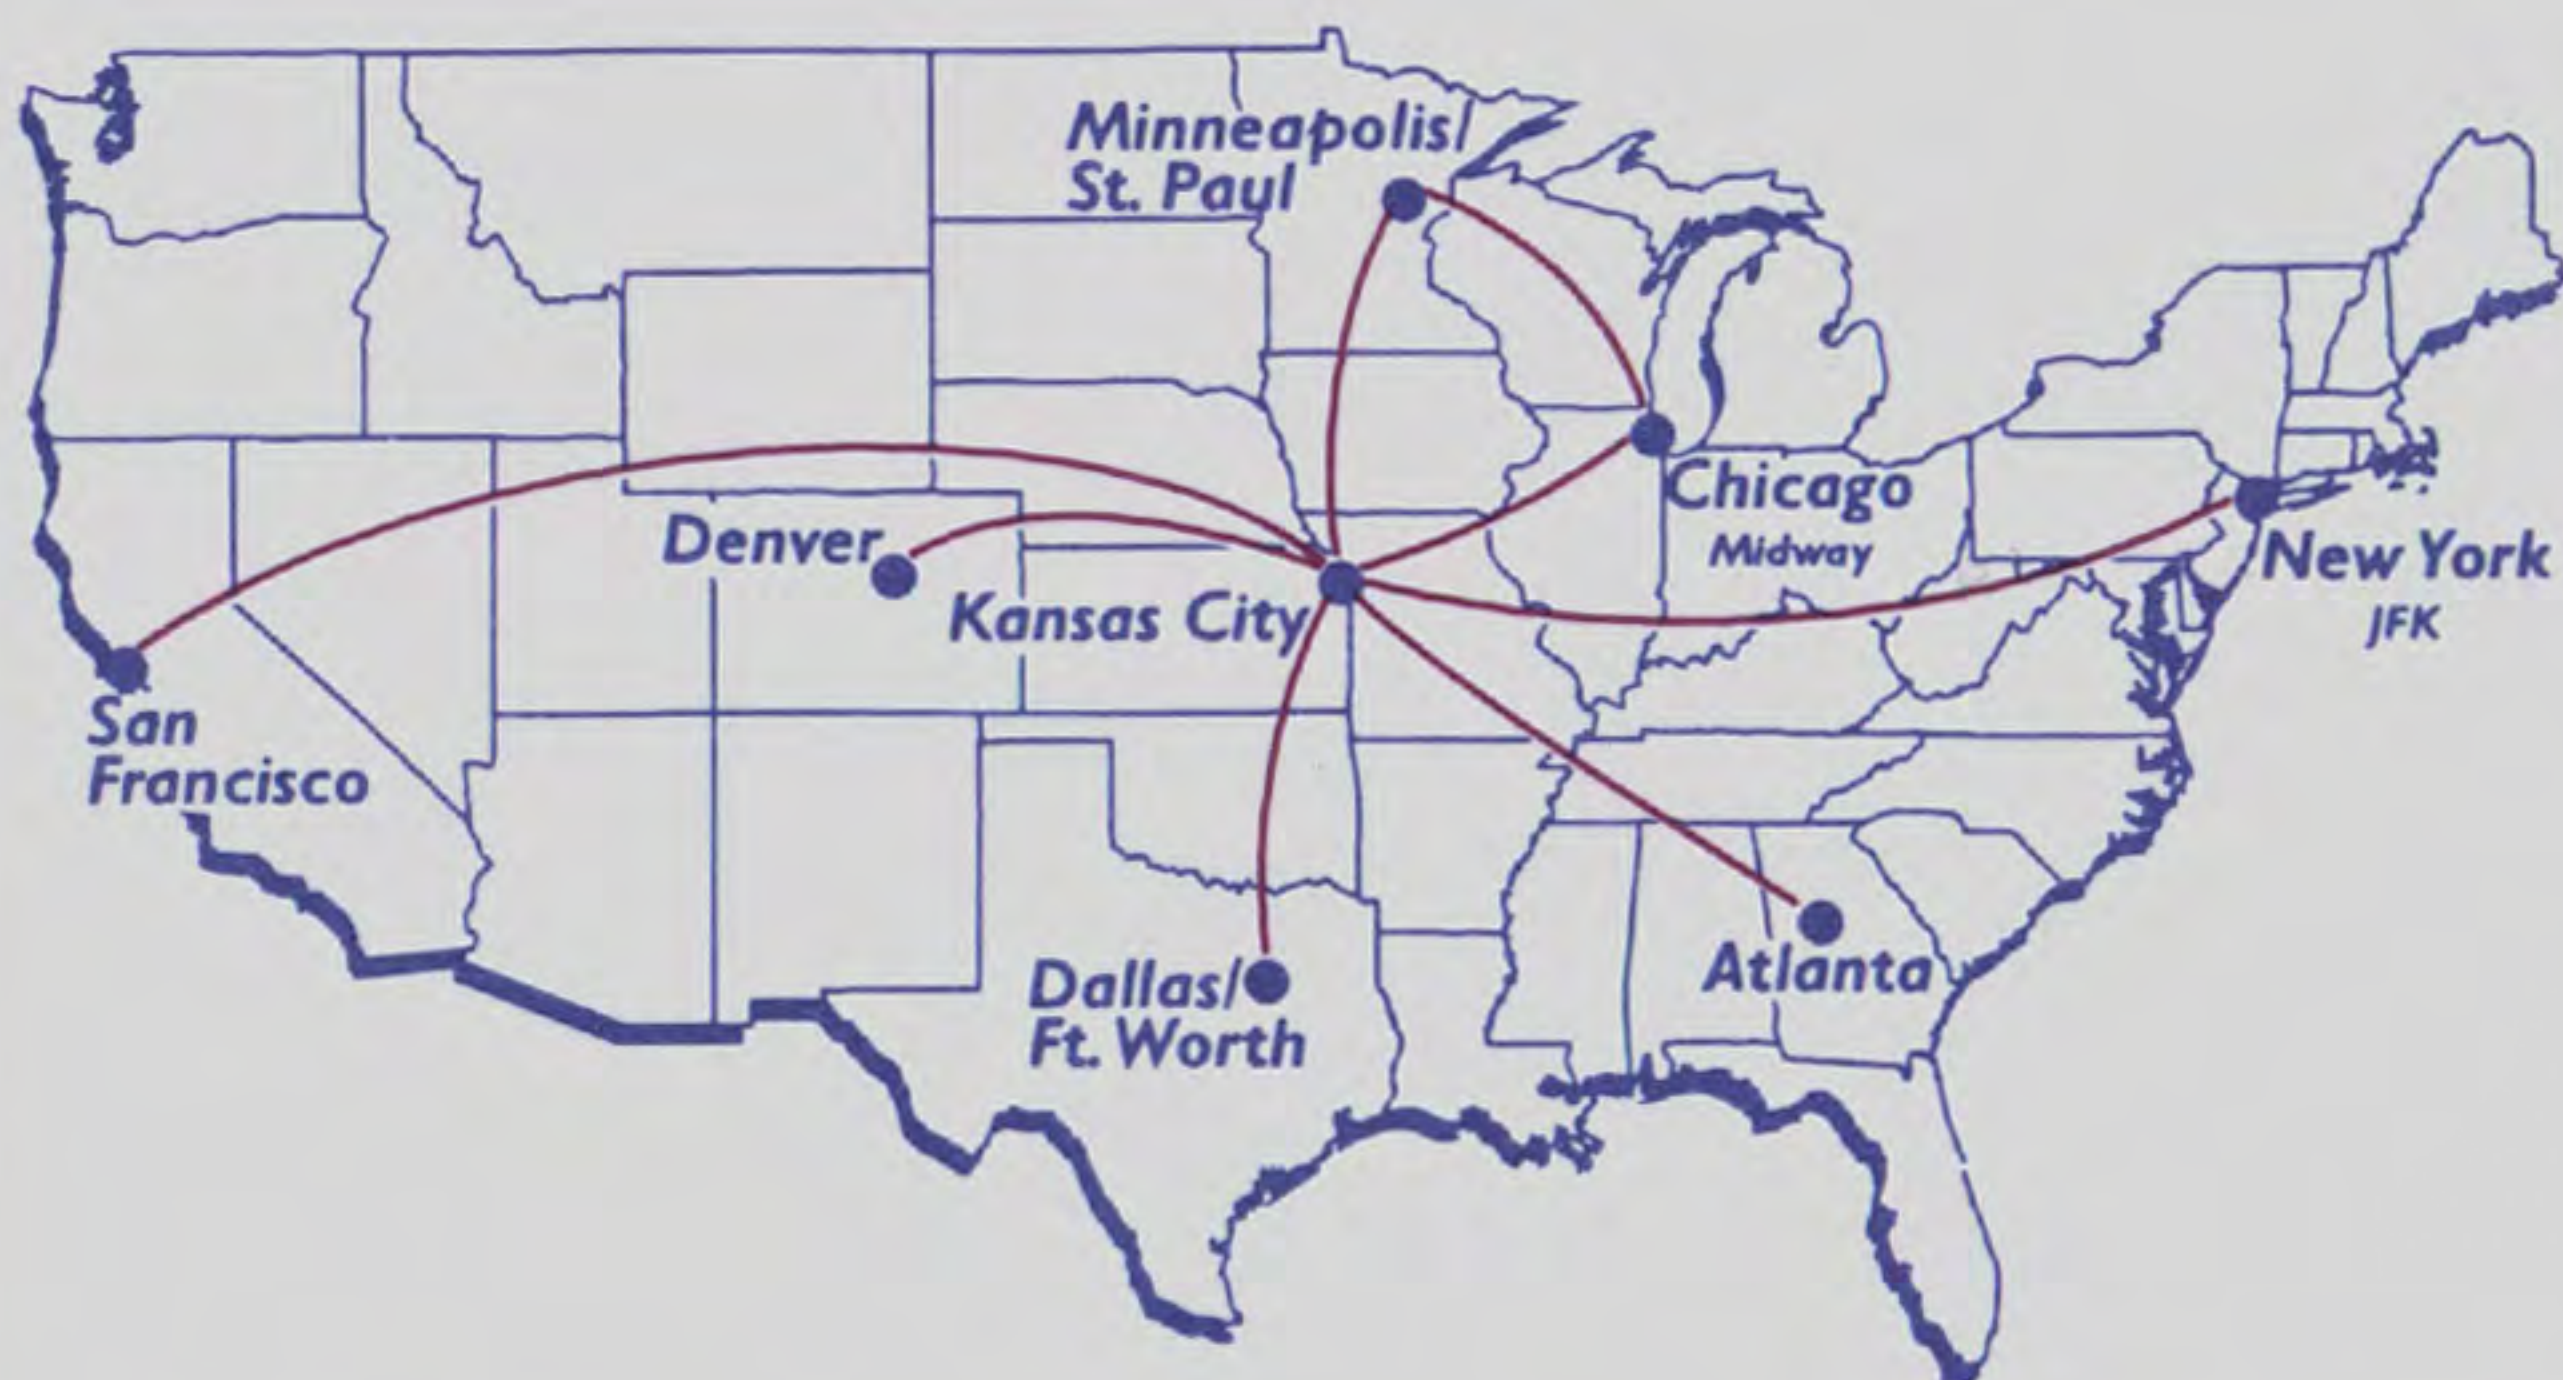 Minneapolis/
St. Paul
Chicago
Midway
Denver
Kansas City
New York
JFK
San
Francisco
Dallas/
Ft. Worth
Atlanta